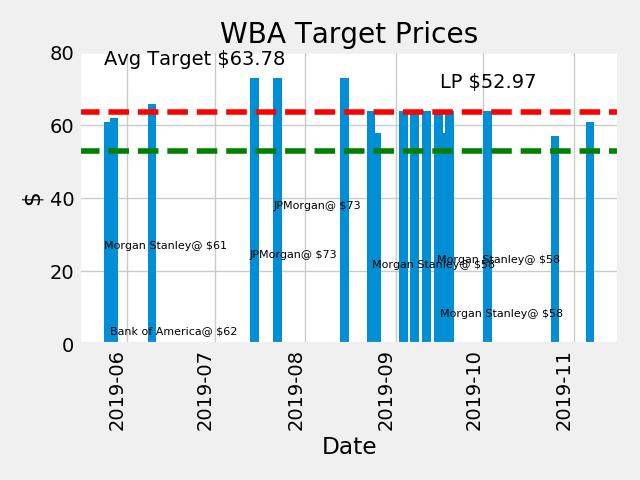 WBA Target Prices
Avg Target $63.78
LP $52.97
80
60
40
20
0
$
JPMorgan@ $73
Morgan Stanley@ $61
JPMorgan@ $73
Morgan Stanley@ $58
Morgan Stanley@ $58
Morgan Stanley@ $58
Bank of America@ $62
2019-06
2019-07
2019-08
2019-09
2019-10
2019-11
Date